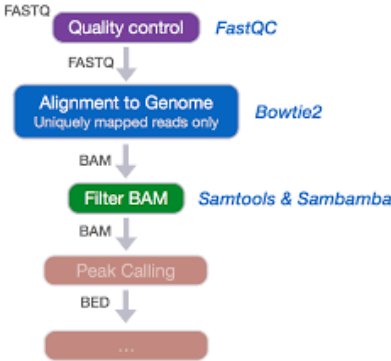 FASTQ
Quality control FastQC
FASTQ
Alignment to Genome
Uniquely mapped reads only
Bowtie2
BAM
Filter BAM Samtools & Sambamba
BAM
Peak Calling
BED
...